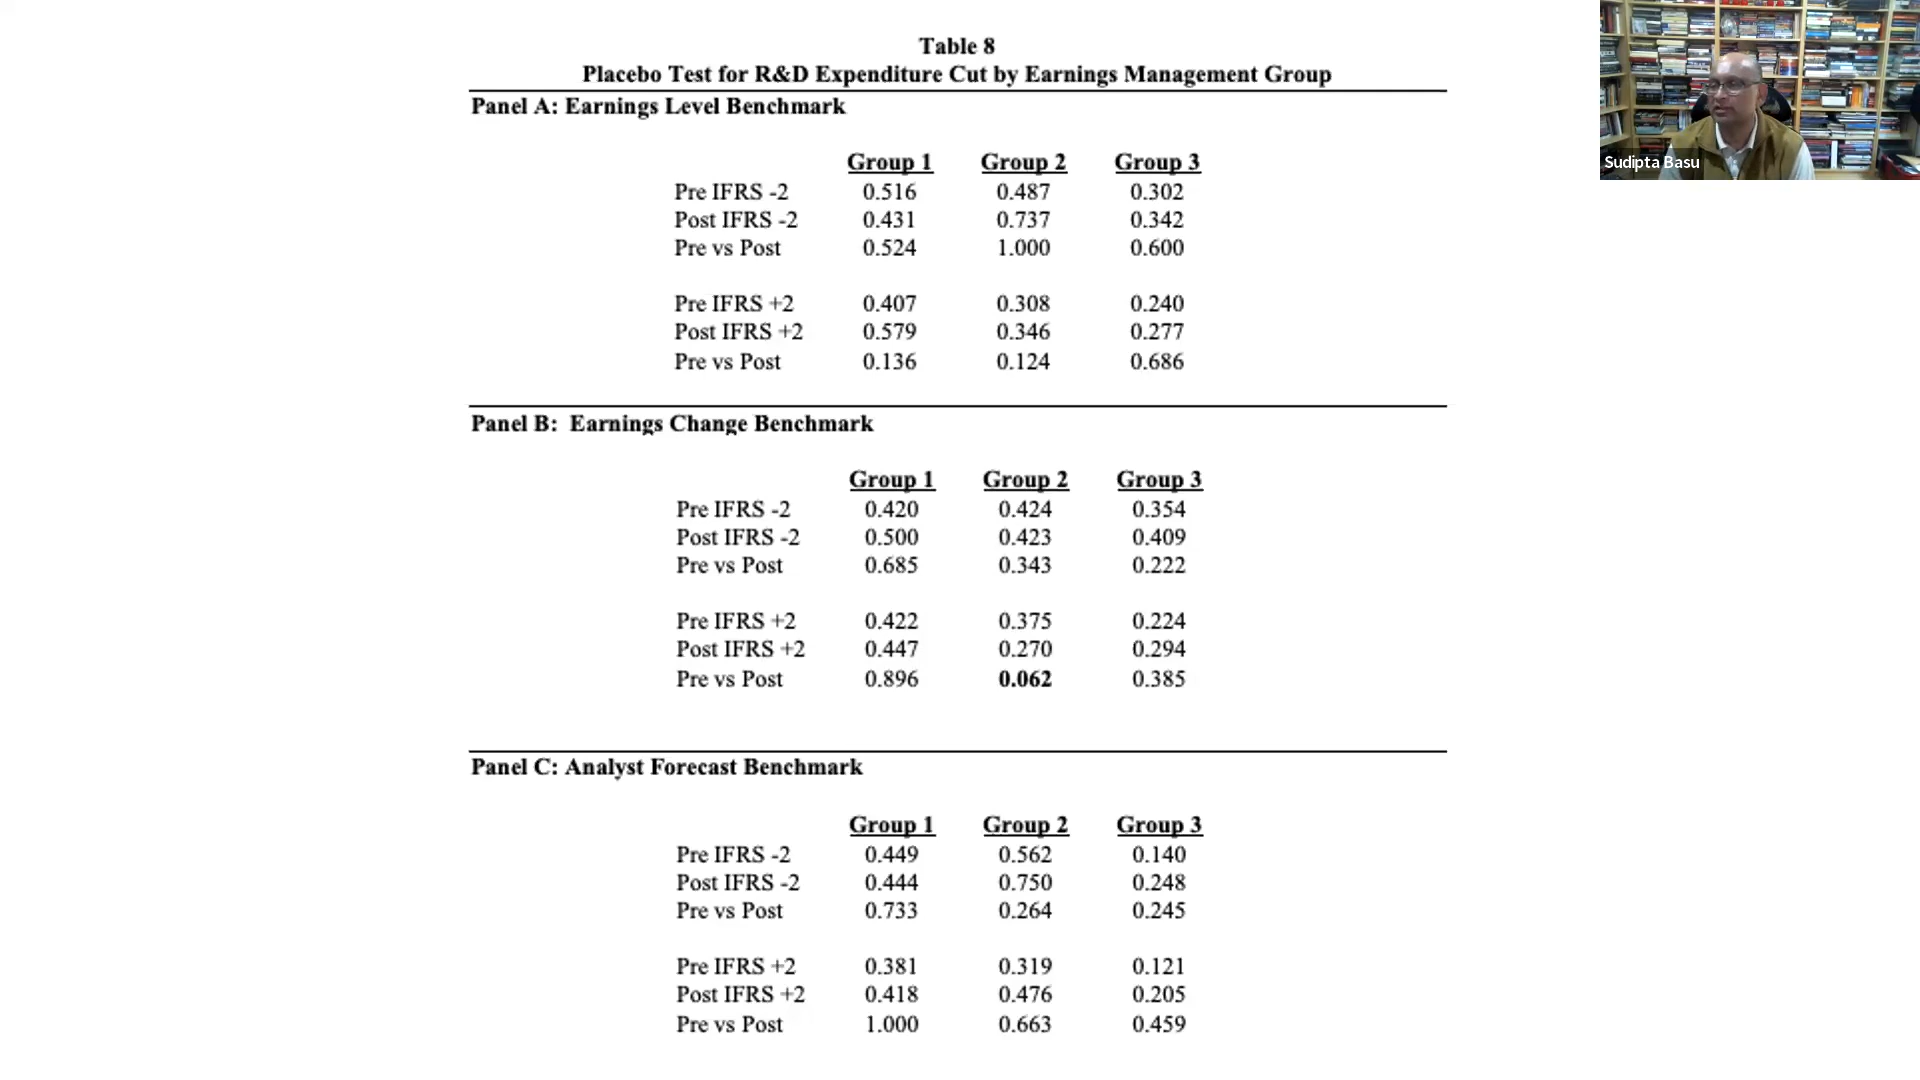 Table 8
Placebo Test for R&D Expenditure Cut by Earnings Management Group
Panel A: Earnings Level Benchmark
Group 1 Group 2 Group 3
Pre IFRS -2 0.516 0.487 0.302
Post IFRS -2 0.431 0.737 0.342
Pre vs Post 0.524 1.000 0.600
Pre IFRS +2 0.407 0.308 0.240
Post IFRS +2 0.579 0.346 0.277
Pre vs Post 0.136 0.124 0.686
Panel B: Earnings Change Benchmark
Group 1 Group 2 Group 3
Pre IFRS -2 0.420 0.424 0.354
Post IFRS -2 0.500 0.423 0.409
Pre vs Post 0.685 0.343 0.222
Pre IFRS +2 0.422 0.375 0.224
Post IFRS +2 0.447 0.270 0.294
Pre vs Post 0.896 0.062 0.385
Panel C: Analyst Forecast Benchmark
Group 1 Group 2 Group 3
Pre IFRS -2 0.449 0.562 0.140
Post IFRS -2 0.444 0.750 0.248
Pre vs Post 0.733 0.264 0.245
Pre IFRS +2 0.381 0.319 0.121
Post IFRS +2 0.418 0.476 0.205
Pre vs Post 1.000 0.663 0.459
Sudipta Basu